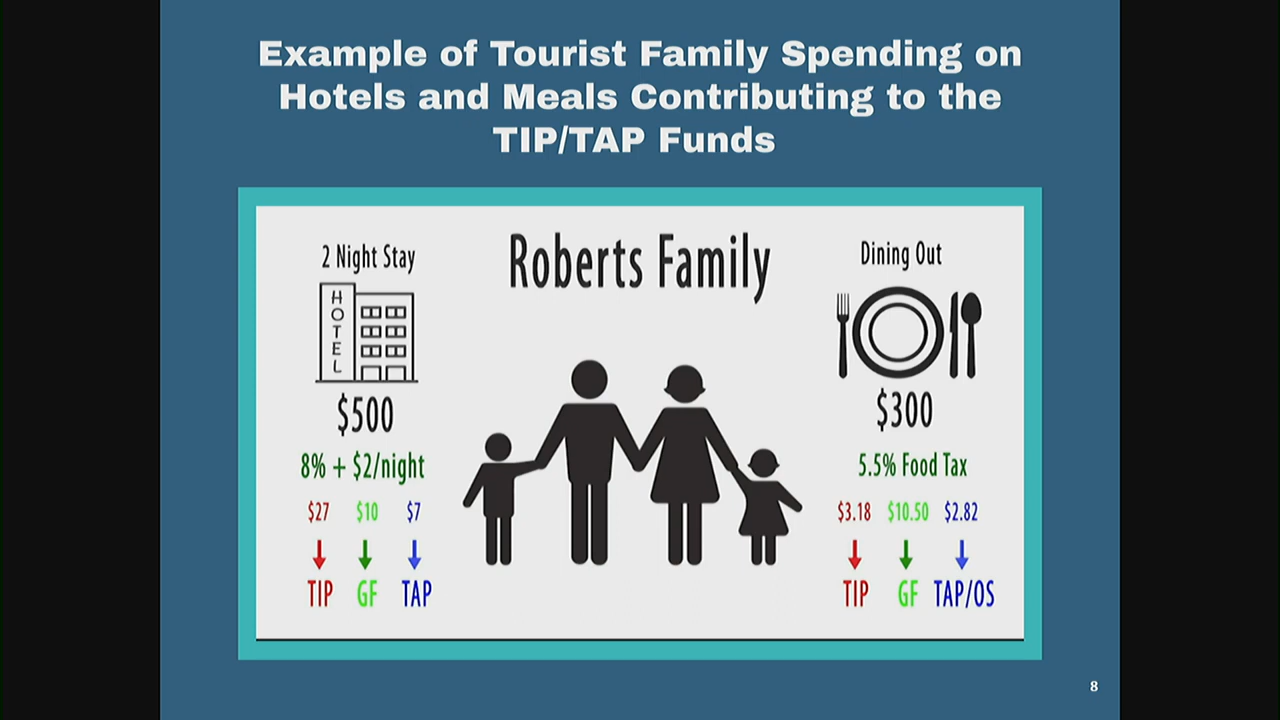 Example of Tourist Family Spending on
Hotels and Meals Contributing to the
TIP/TAP Funds
Roberts Family
2 Night Stay
HOTEL
$500
8% + $2/night
$27 $10 $7
TIP GF TAP
Dining Out
$300
5.5% Food Tax
$3.18 $10.50 $2.82
TIP GF TAP/OS
8